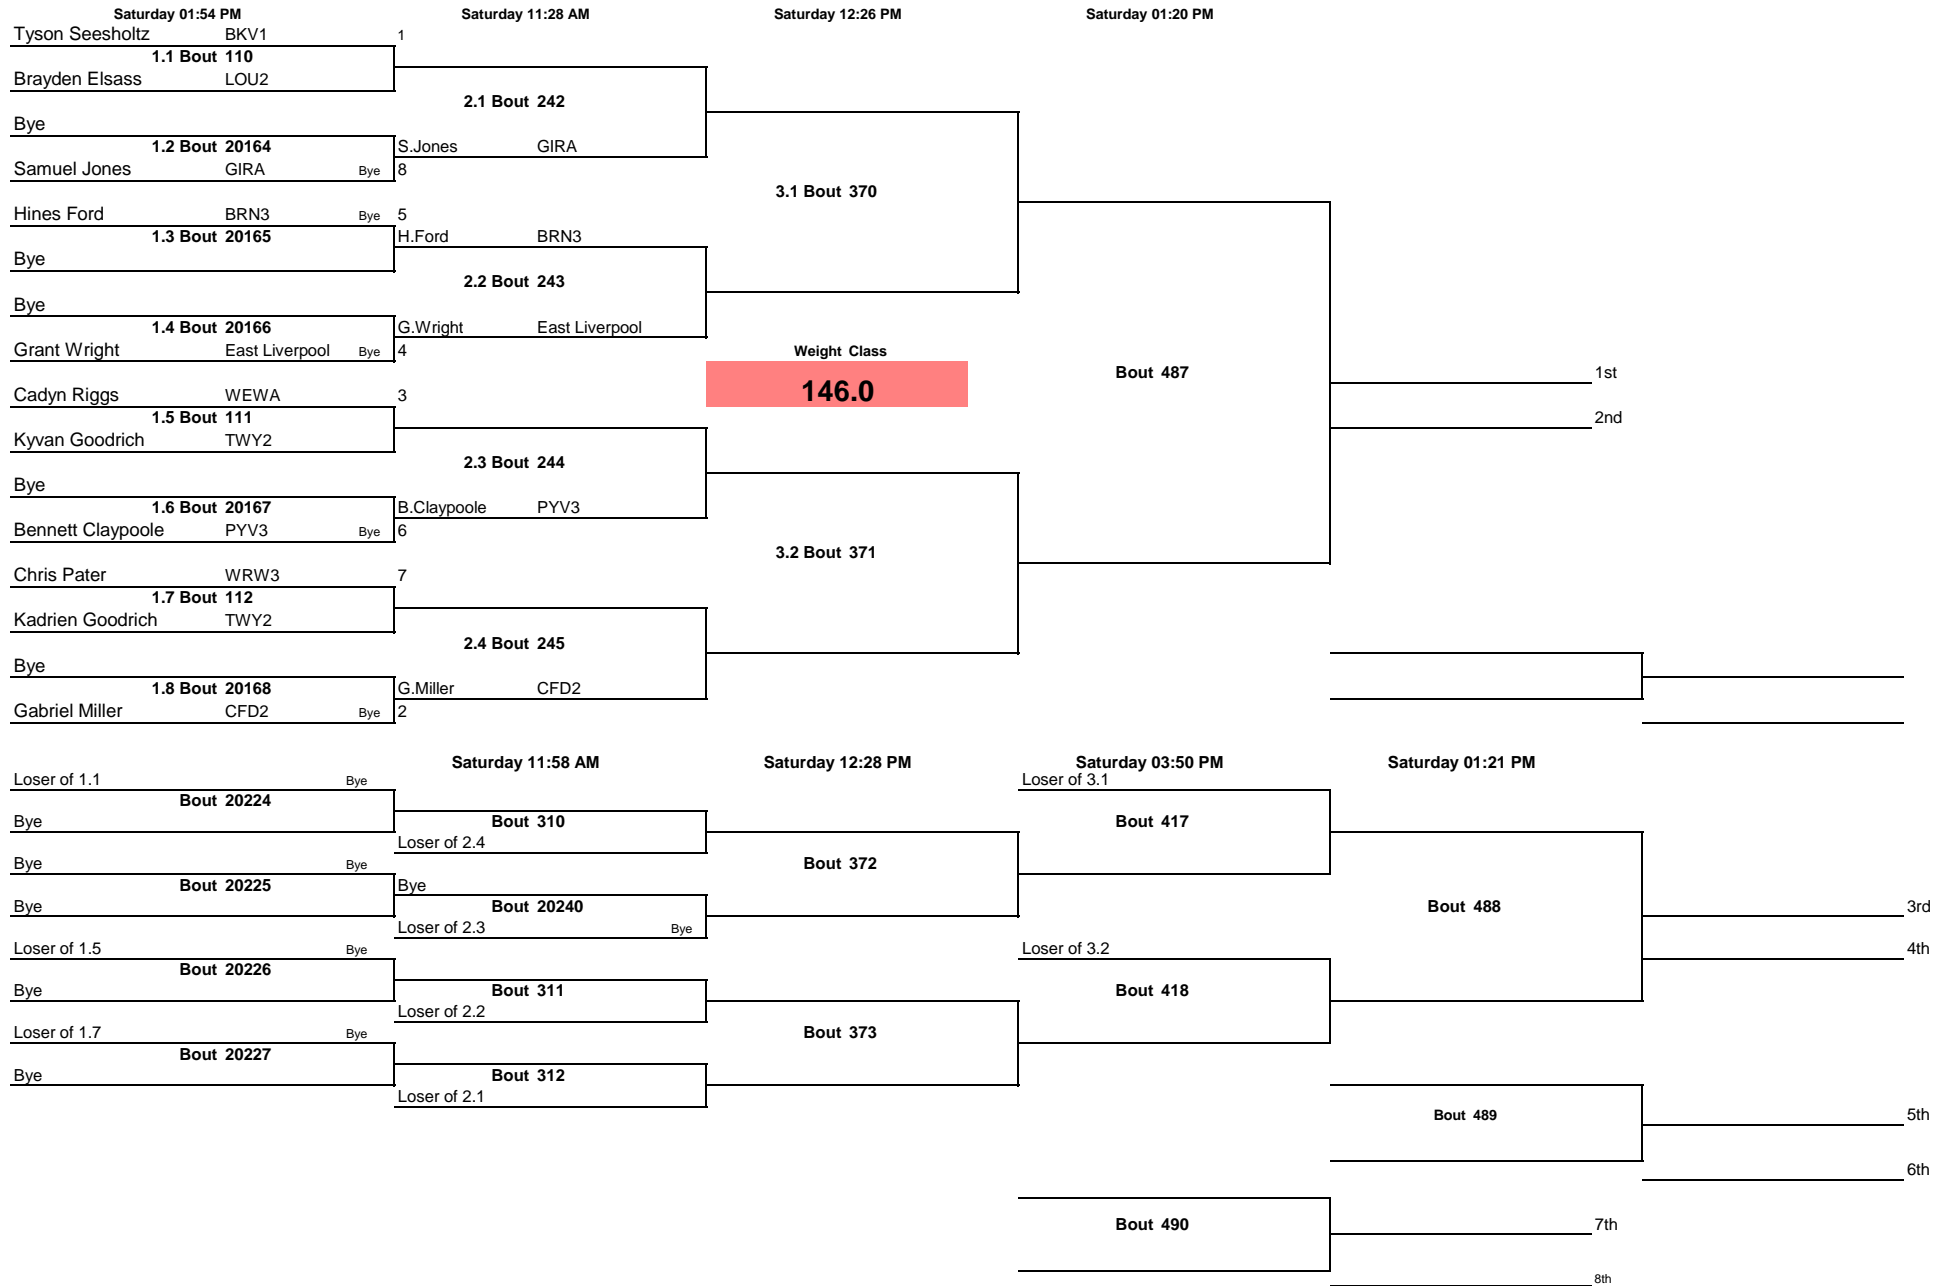 Saturday 01:54 PM Saturday 11:28 AM Saturday 12:26 PM Saturday 01:20 PM
Tyson Seesholtz BKV1 1
1.1 Bout 110
Brayden Elsass LOU2
2.1 Bout 242
Bye
1.2 Bout 20164 S.Jones GIRA
Samuel Jones GIRA Bye 8
3.1 Bout 370
Hines Ford BRN3 Bye 5
1.3 Bout 20165 H.Ford BRN3
Bye
2.2 Bout 243
Bye
1.4 Bout 20166 G.Wright East Liverpool
Grant Wright East Liverpool Bye 4 Weight Class
Bout 487 1st
146.0
Cadyn Riggs WEWA 3
1.5 Bout 111 2nd
Kyvan Goodrich TWY2
2.3 Bout 244
Bye
1.6 Bout 20167 B.Claypoole PYV3
Bennett Claypoole PYV3 Bye 6
3.2 Bout 371
Chris Pater WRW3 7
1.7 Bout 112
Kadrien Goodrich TWY2
2.4 Bout 245
Bye
1.8 Bout 20168 G.Miller CFD2
Gabriel Miller CFD2 Bye 2
Saturday 11:58 AM Saturday 12:28 PM Saturday 03:50 PM Saturday 01:21 PM
Loser of 1.1 Bye Loser of 3.1
Bout 20224
Bye Bout 310 Bout 417
Loser of 2.4
Bye Bye Bout 372
Bout 20225 Bye
Bye Bout 20240 Bout 488 3rd
Loser of 2.3 Bye
Loser of 1.5 Bye Loser of 3.2 4th
Bout 20226
Bye Bout 311 Bout 418
Loser of 2.2
Loser of 1.7 Bye Bout 373
Bout 20227
Bye Bout 312
Loser of 2.1
Bout 489 5th
6th
Bout 490 7th
8th